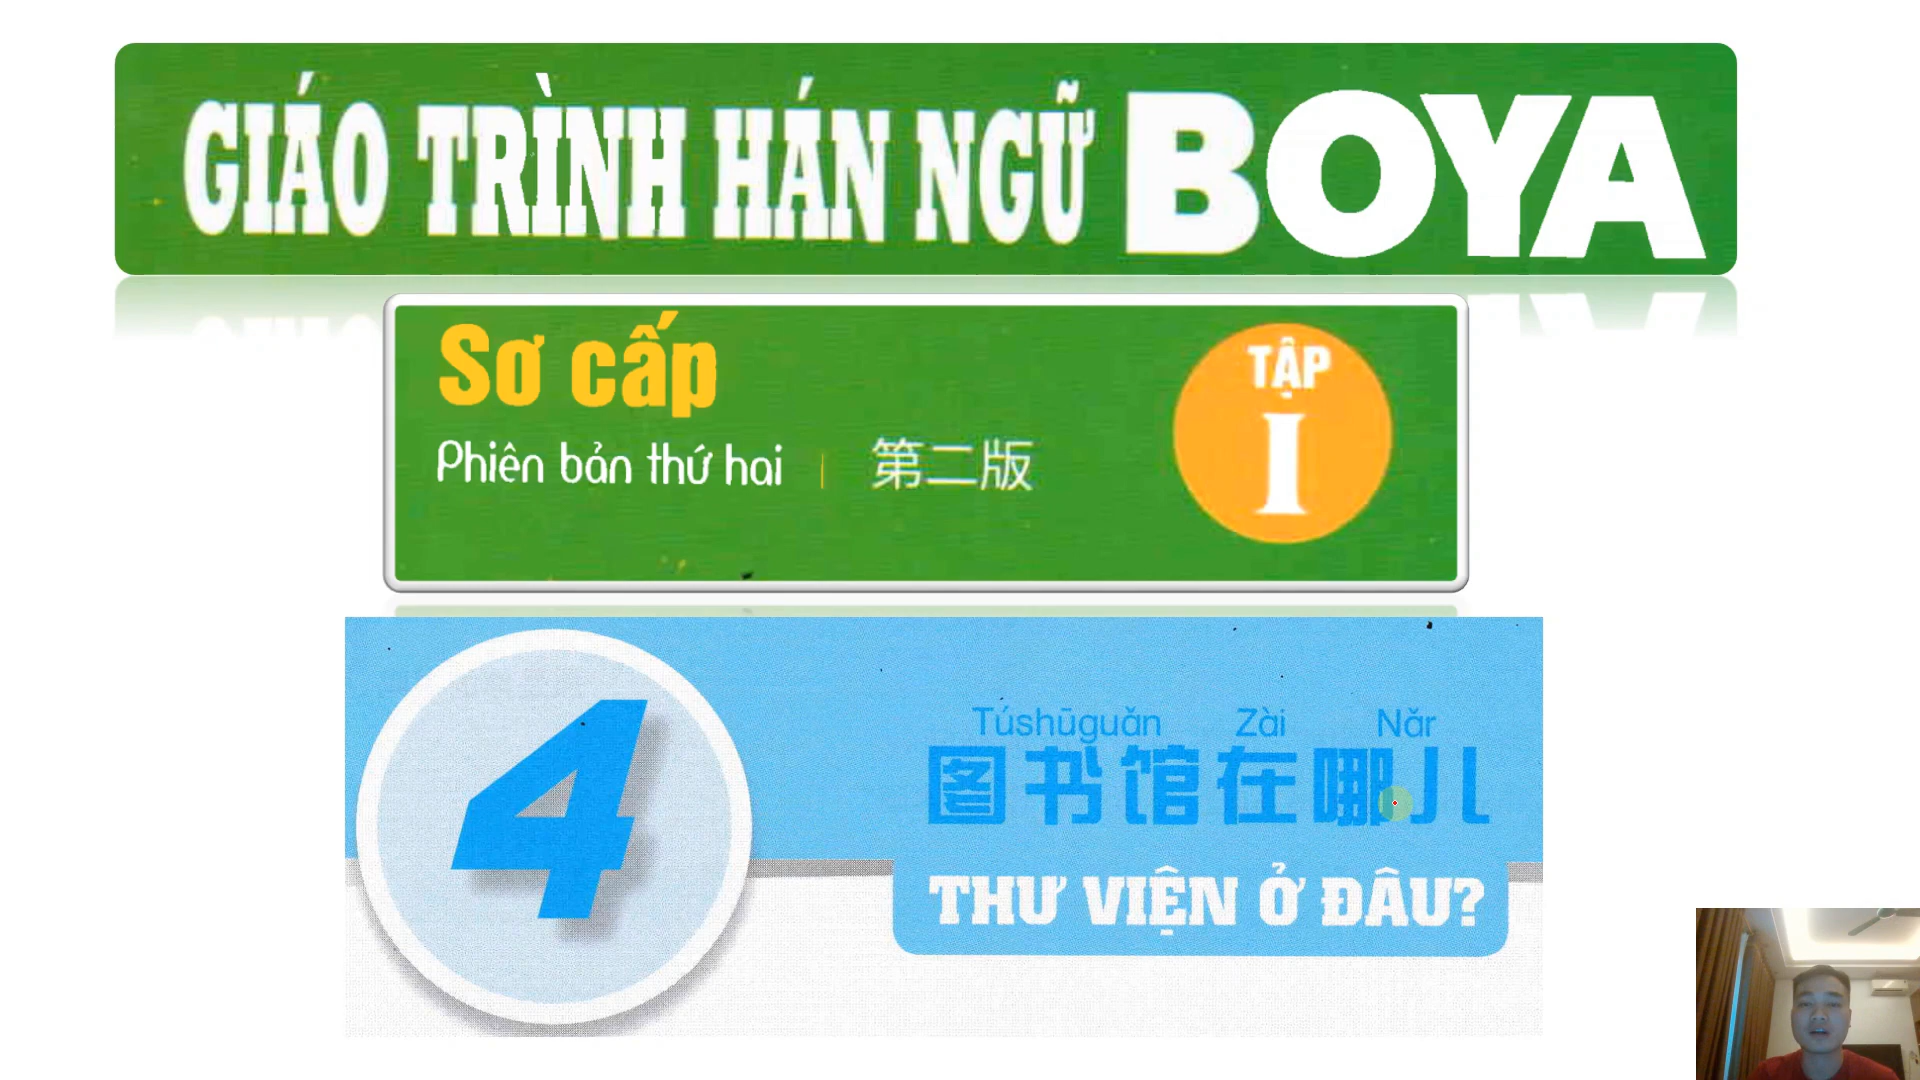 GIÁO TRÌNH HÁN NGỮ BOYA
Sơ cấp
TẬP
I
Phiên bản thứ hai | 第二版
4
Túshūguǎn Zài Nǎr
图书馆在哪儿
THƯ VIỆN Ở ĐÂU?